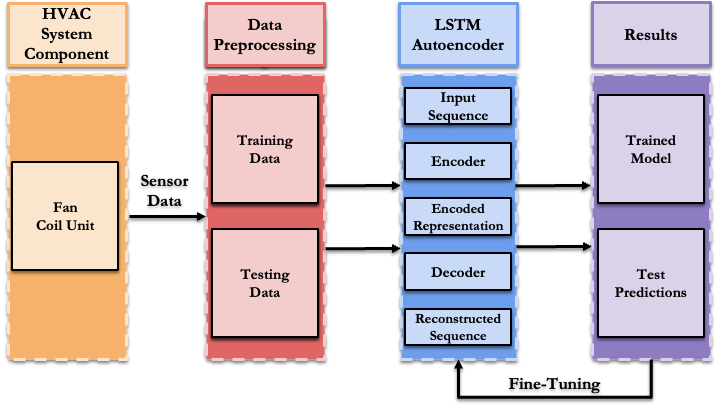 HVAC
System
Component
Data
Preprocessing
LSTM
Autoencoder
Results
Fan
Coil Unit
Sensor
Data
Training
Data
Testing
Data
Input
Sequence
Encoder
Encoded
Representation
Decoder
Reconstructed
Sequence
Trained
Model
Test
Predictions
Fine-Tuning